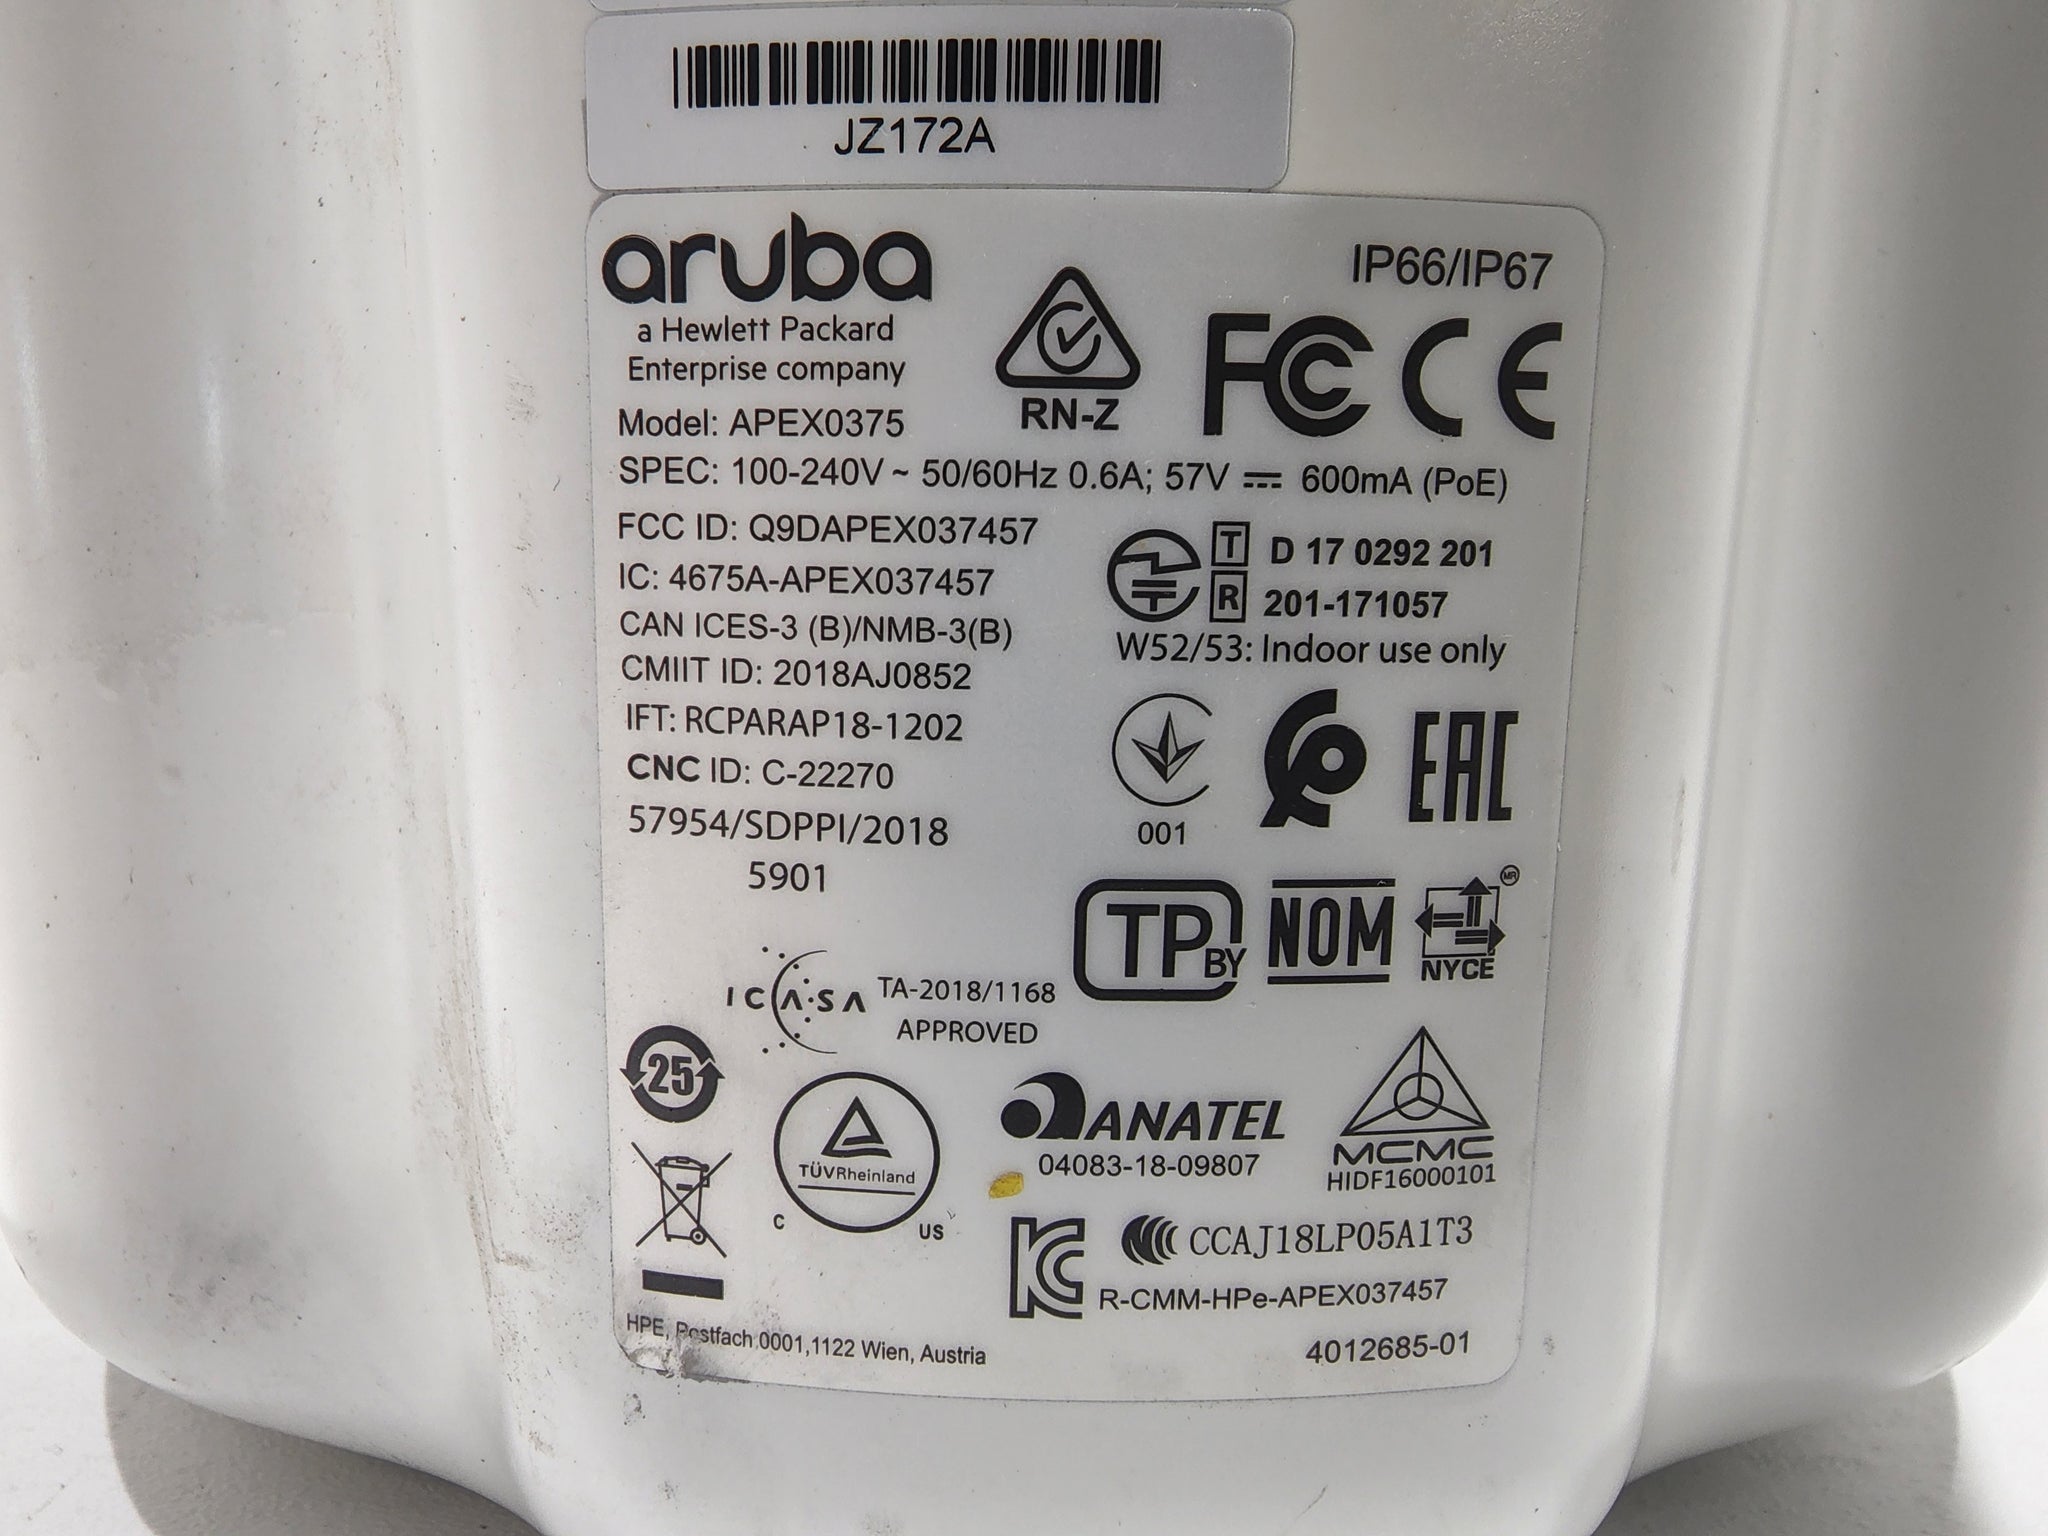 JZ172A
aruba
a Hewlett Packard
Enterprise company
IP66/IP67
RN-Z
FC CE
Model: APEX0375
SPEC: 100-240V ~ 50/60Hz 0.6A; 57V ⎓ 600mA (PoE)
FCC ID: Q9DAPEX037457
IC: 4675A-APEX037457
CAN ICES-3 (B)/NMB-3(B)
CMIIT ID: 2018AJ0852
IFT: RCPARAP18-1202
CNC ID: C-22270
57954/SDPPI/2018
5901
T D 17 0292 201
R 201-171057
W52/53: Indoor use only
001
EAC
TP BY
NOM
MR
NYCE
ICASA
TA-2018/1168
APPROVED
25
TÜVRheinland
C US
ANATEL
04083-18-09807
MCMC
HIDF16000101
KC
CCAJ18LP05A1T3
R-CMM-HPe-APEX037457
HPE, Postfach 0001,1122 Wien, Austria
4012685-01